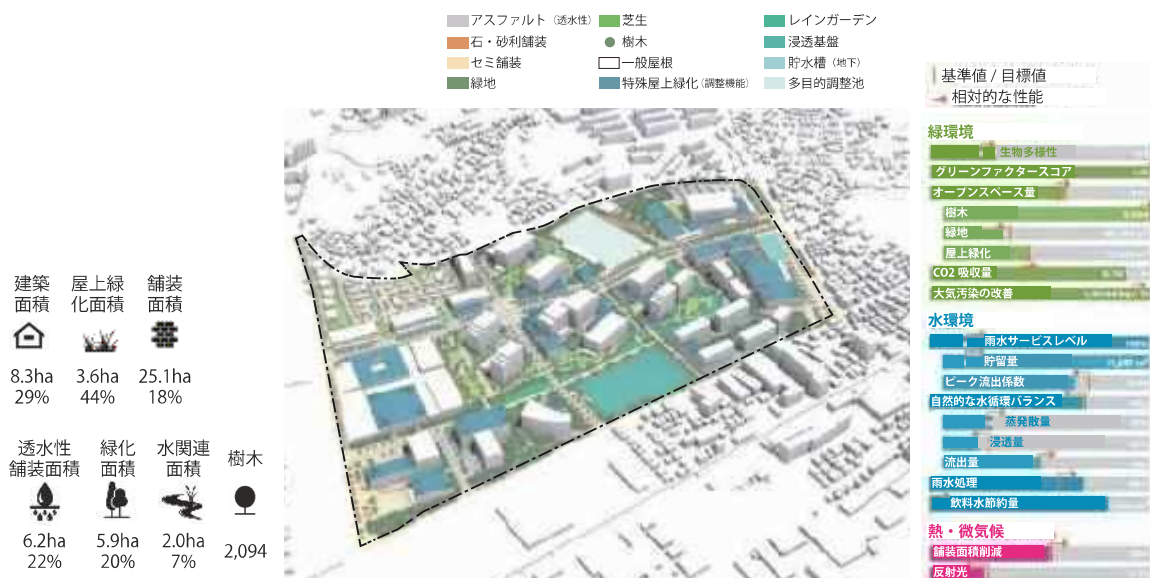 アスファルト（透水性）
石・砂利舗装
セミ舗装
緑地
芝生
樹木
一般屋根
特殊屋上緑化（調整機能）
レインガーデン
浸透基盤
貯水槽（地下）
多目的調整池
建築
面積
8.3ha
29%
屋上緑
化面積
3.6ha
44%
舗装
面積
25.1ha
18%
透水性
舗装面積
6.2ha
22%
緑化
面積
5.9ha
20%
水関連
面積
2.0ha
7%
樹木
2,094
基準値 / 目標値
相対的な性能
緑環境
生物多様性
グリーンファクタースコア
オープンスペース量
樹木
緑地
屋上緑化
CO2 吸収量
大気汚染の改善
水環境
雨水サービスレベル
貯留量
ピーク流出係数
自然的な水循環バランス
蒸発散量
浸透量
流出量
雨水処理
飲料水節約量
熱・微気候
舗装面積削減
反射光